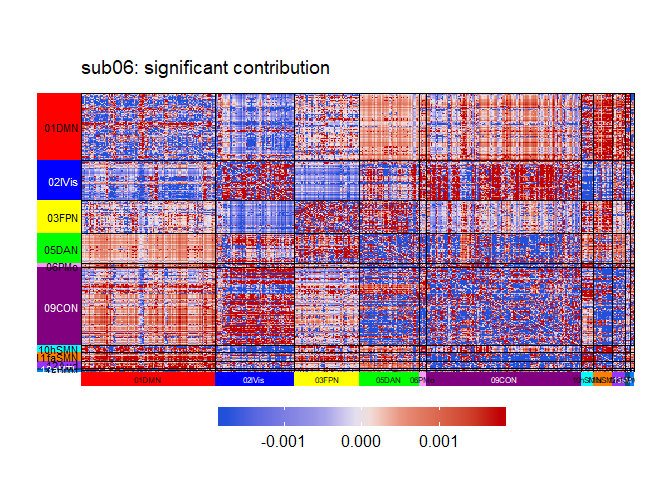 sub06: significant contribution
01DMN
02lVis
03FPN
05DAN
09CON
01DMN
02lVis
03FPN
05DAN
09CON
-0.001
0.000
0.001